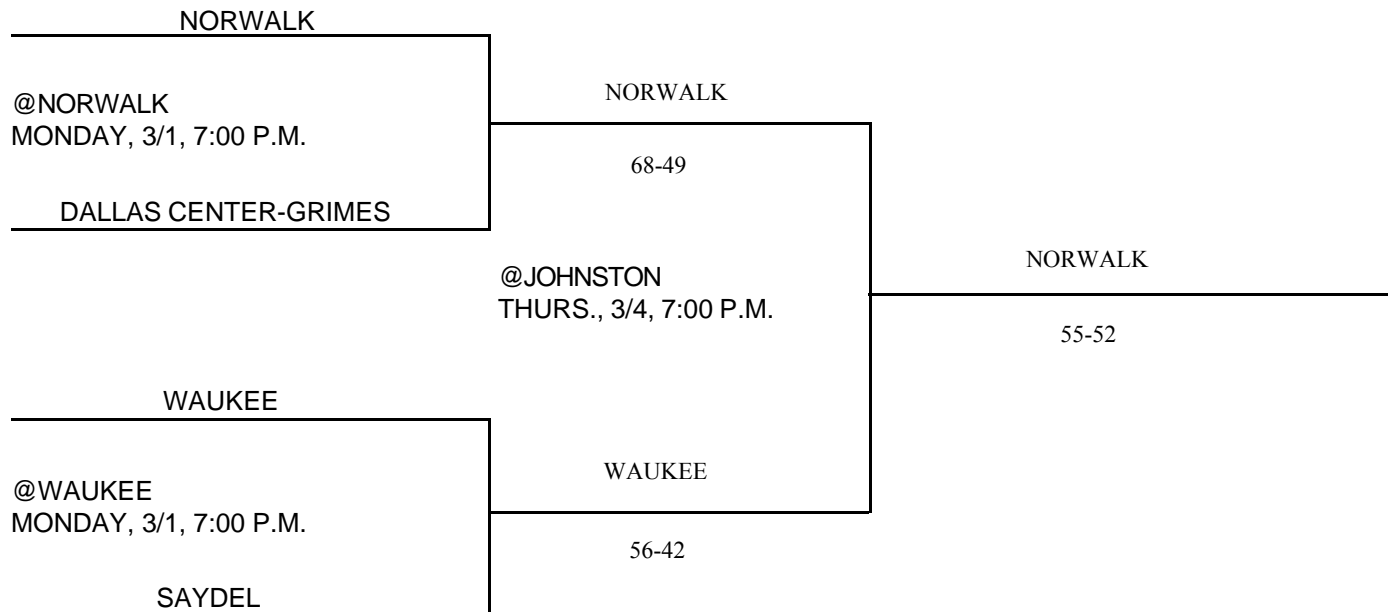 NORWALK
@NORWALK
MONDAY, 3/1, 7:00 P.M.
DALLAS CENTER-GRIMES
NORWALK
68-49
@JOHNSTON
THURS., 3/4, 7:00 P.M.
NORWALK
55-52
WAUKEE
@WAUKEE
MONDAY, 3/1, 7:00 P.M.
SAYDEL
WAUKEE
56-42